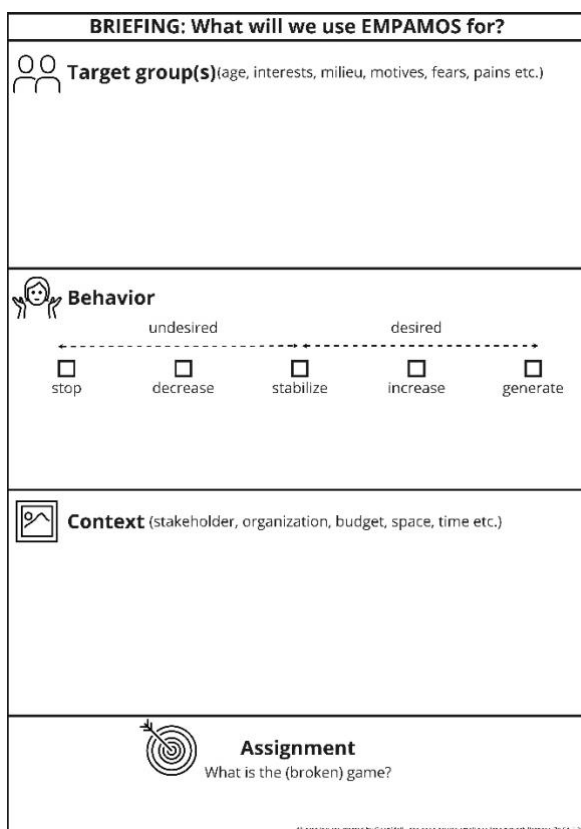 BRIEFING: What will we use EMPAMOS for?
Target group(s)(age, interests, milieu, motives, fears, pains etc.)
Behavior
undesired desired
stop decrease stabilize increase generate
Context (stakeholder, organization, budget, space, time etc.)
Assignment
What is the (broken) game?